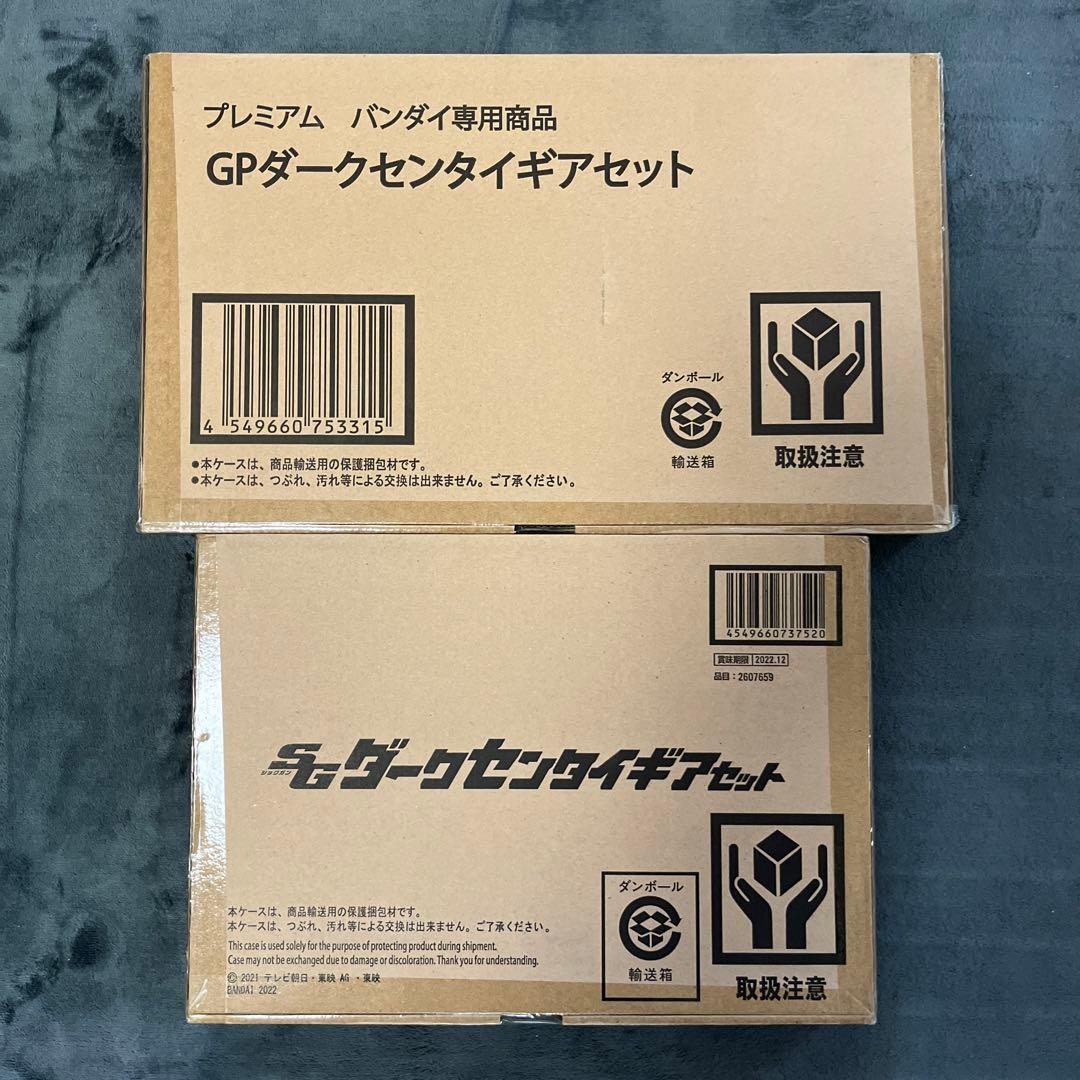 プレミアム　バンダイ専用商品
GPダークセンタイギアセット
4 549660 753315
ダンボール
輸送箱
取扱注意
●本ケースは、商品輸送用の保護梱包材です。
●本ケースは、つぶれ、汚れ等による交換は出来ません。ご了承ください。
4549660737520
賞味期限 2022.12
品目：2607659
SGダークセンタイギアセット
ショクガン
ダンボール
輸送箱
取扱注意
本ケースは、商品輸送用の保護梱包材です。
本ケースは、つぶれ、汚れ等による交換は出来ません。ご了承ください。
This case is used solely for the purpose of protecting product during shipment.
Case may not be exchanged due to damage or discoloration. Thank you for understanding.
© 2021 テレビ朝日・東映 AG ・東映
BANDAI 2022